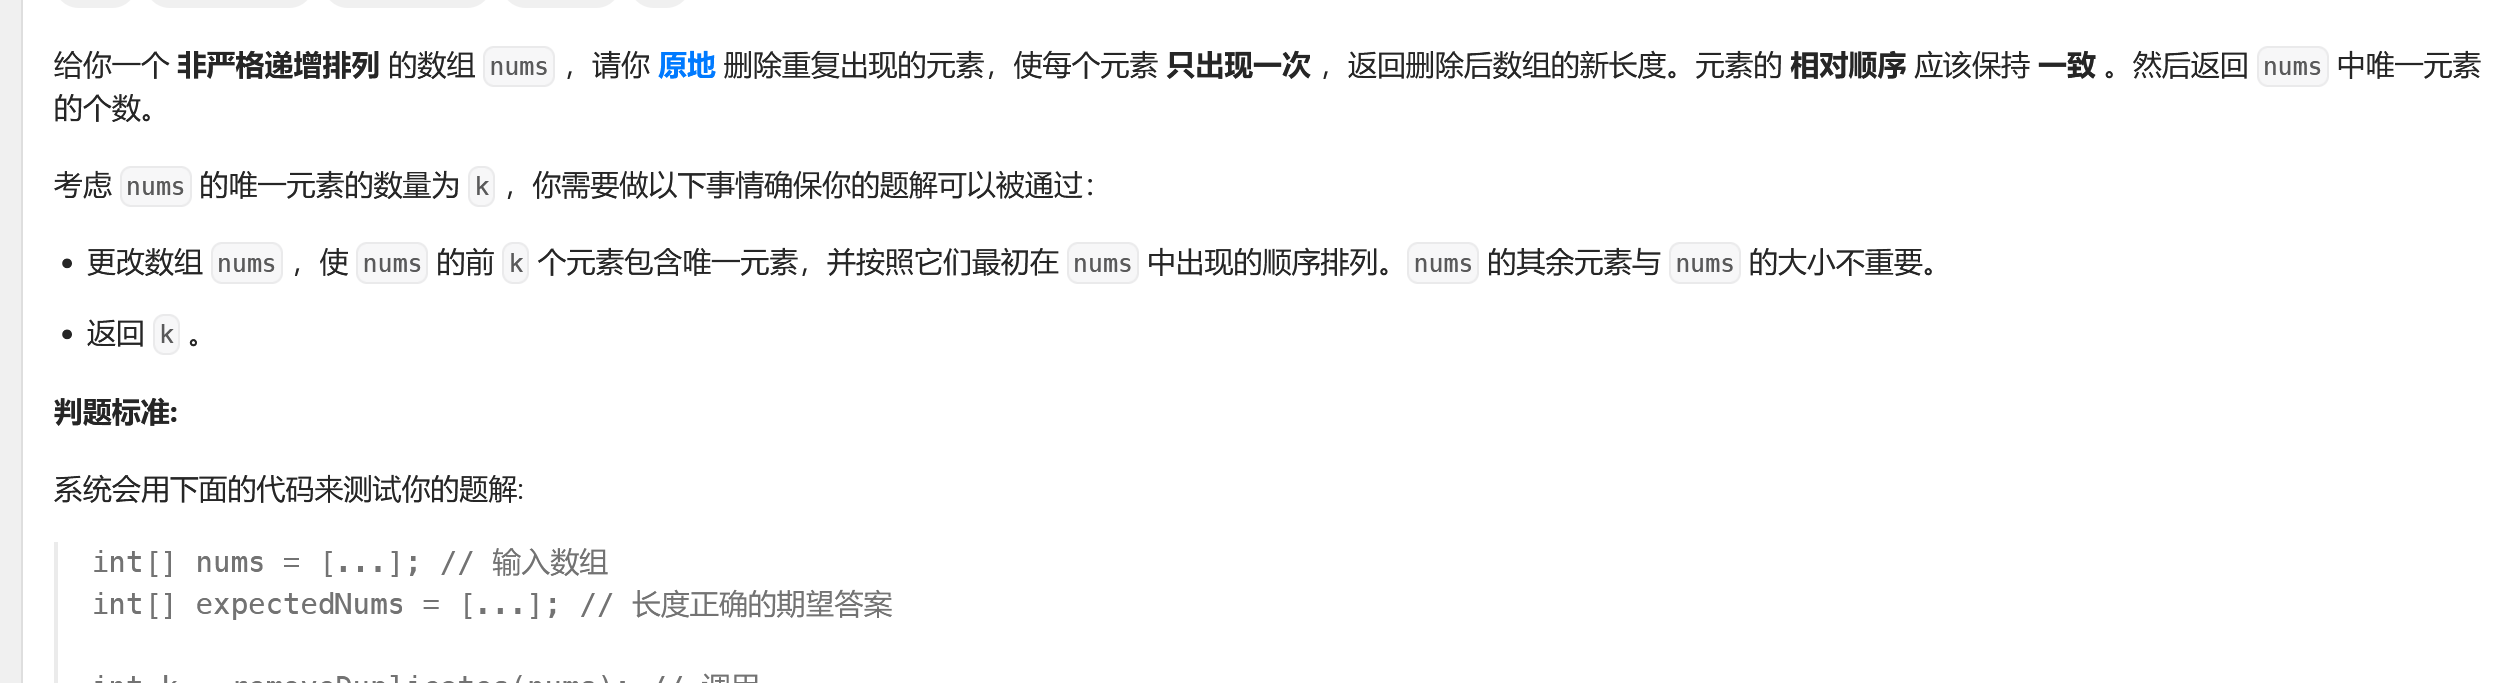 给你一个 非严格递增排列 的数组 nums ，请你 原地 删除重复出现的元素，使每个元素 只出现一次 ，返回删除后数组的新长度。元素的 相对顺序 应该保持 一致 。然后返回 nums 中唯一元素
的个数。
考虑 nums 的唯一元素的数量为 k ，你需要做以下事情确保你的题解可以被通过：
• 更改数组 nums ，使 nums 的前 k 个元素包含唯一元素，并按照它们最初在 nums 中出现的顺序排列。nums 的其余元素与 nums 的大小不重要。
• 返回 k 。
判题标准:
系统会用下面的代码来测试你的题解:
int[] nums = [...]; // 输入数组
int[] expectedNums = [...]; // 长度正确的期望答案
int k = removeDuplicates(nums); // 调用